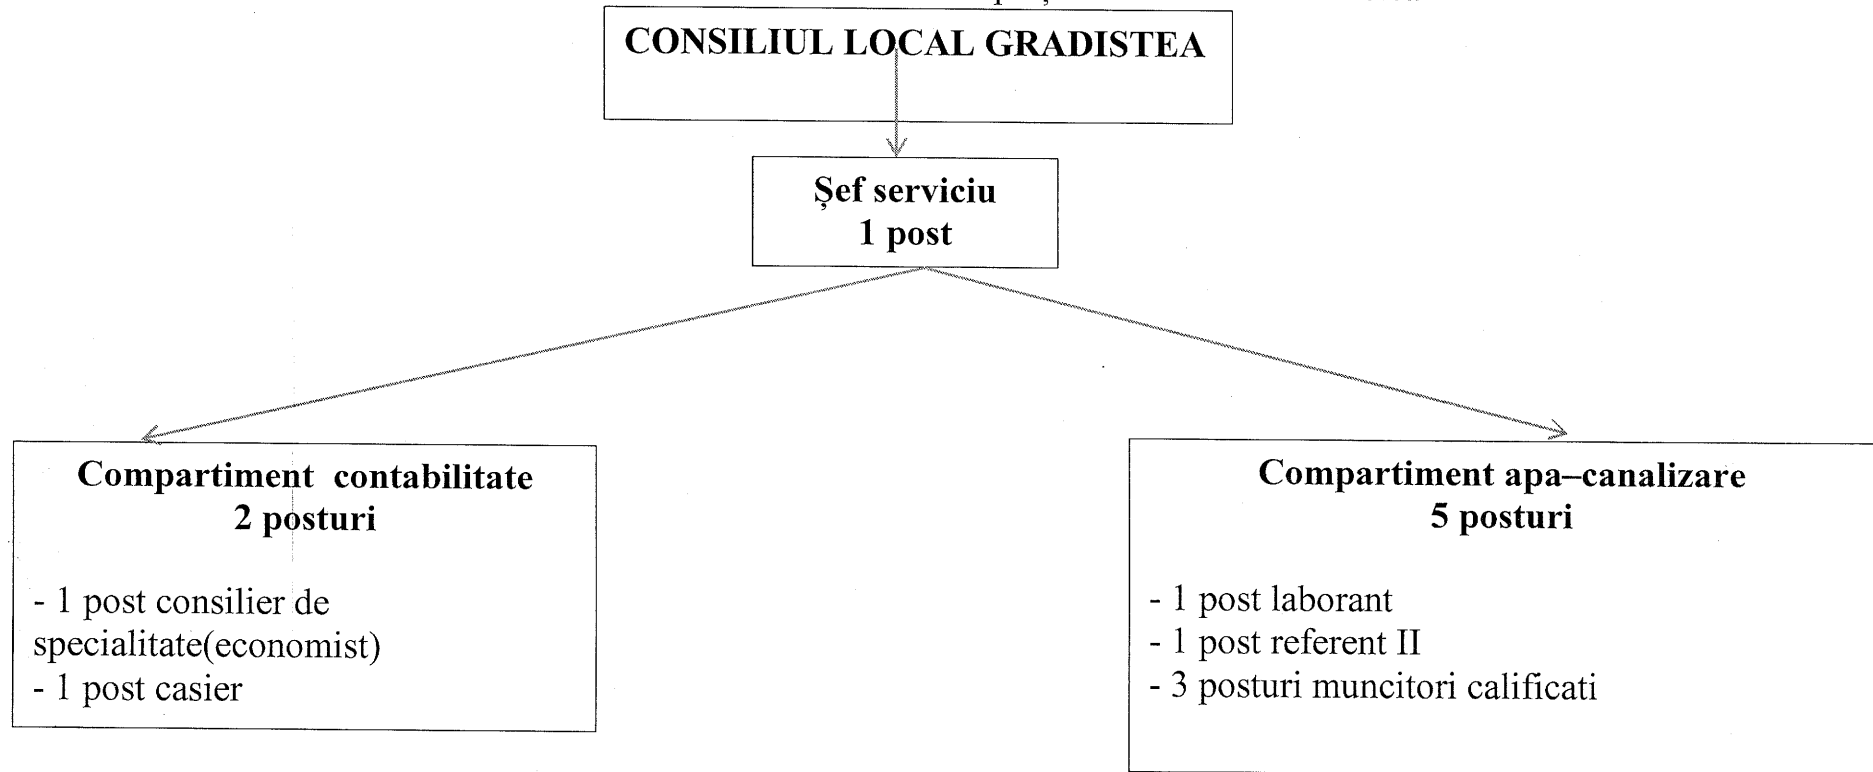 CONSILIUL LOCAL GRADISTEA
Șef serviciu
1 post
Compartiment contabilitate
2 posturi
- 1 post consilier de
specialitate(economist)
- 1 post casier
Compartiment apa–canalizare
5 posturi
- 1 post laborant
- 1 post referent II
- 3 posturi muncitori calificati